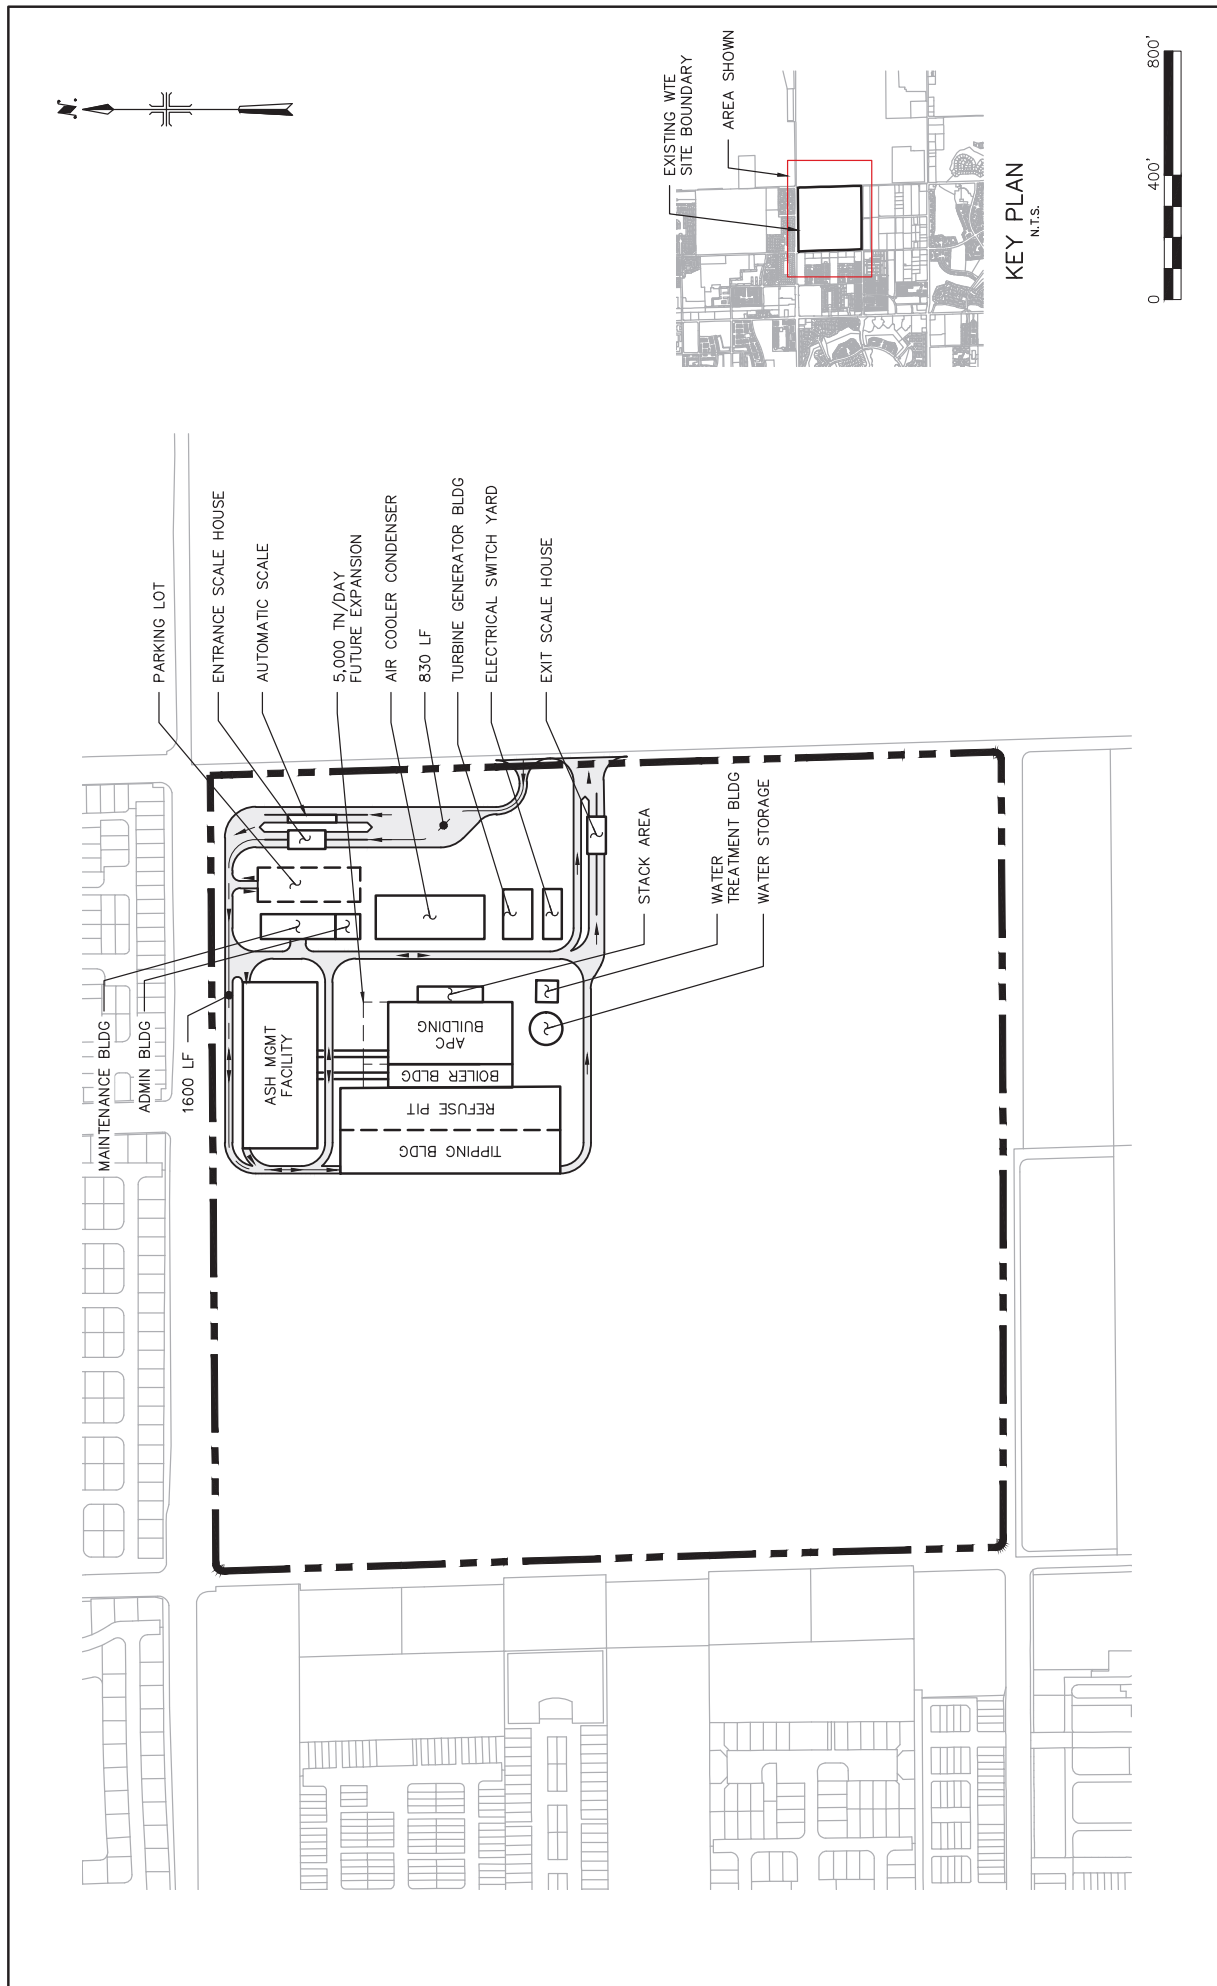 N.
MAINTENANCE BLDG
ADMIN BLDG
1600 LF
PARKING LOT
ENTRANCE SCALE HOUSE
AUTOMATIC SCALE
5,000 TN/DAY
FUTURE EXPANSION
AIR COOLER CONDENSER
830 LF
TURBINE GENERATOR BLDG
ELECTRICAL SWITCH YARD
EXIT SCALE HOUSE
STACK AREA
WATER
TREATMENT BLDG
WATER STORAGE
ASH MGMT
FACILITY
APC
BUILDING
BOILER BLDG
REFUSE PIT
TIPPING BLDG
EXISTING WTE
SITE BOUNDARY
AREA SHOWN
KEY PLAN
N.T.S.
0
400'
800'